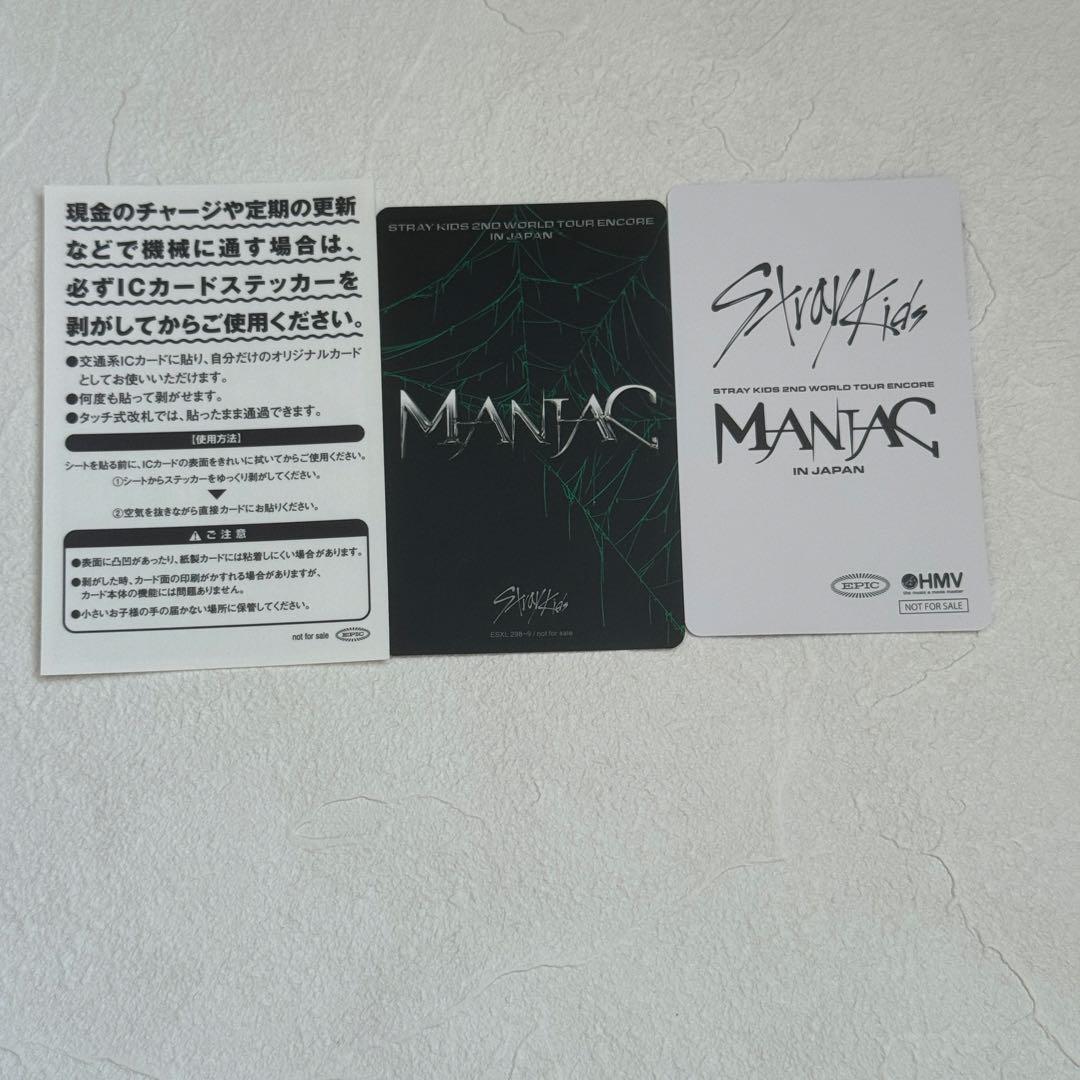 現金のチャージや定期の更新
などで機械に通す場合は、
必ずICカードステッカーを
剥がしてからご使用ください。
●交通系ICカードに貼り、自分だけのオリジナルカード
としてお使いいただけます。
●何度も貼って剥がせます。
●タッチ式改札では、貼ったまま通過できます。
【使用方法】
シートを貼る前に、ICカードの表面をきれいに拭いてからご使用ください。
①シートからステッカーをゆっくり剥がしてください。
▼
②空気を抜きながら直接カードにお貼りください。
⚠ご注意
●表面に凸凹があったり、紙製カードには粘着しにくい場合があります。
●剥がした時、カード面の印刷がかすれる場合がありますが、
カード本体の機能には問題ありません。
●小さいお子様の手の届かない場所に保管してください。
not for sale EPIC
STRAY KIDS 2ND WORLD TOUR ENCORE
IN JAPAN
MANIAC
Stray Kids
ESXL 298~9 / not for sale
Stray Kids
STRAY KIDS 2ND WORLD TOUR ENCORE
MANIAC
IN JAPAN
EPIC
HMV
the music & movie master
NOT FOR SALE